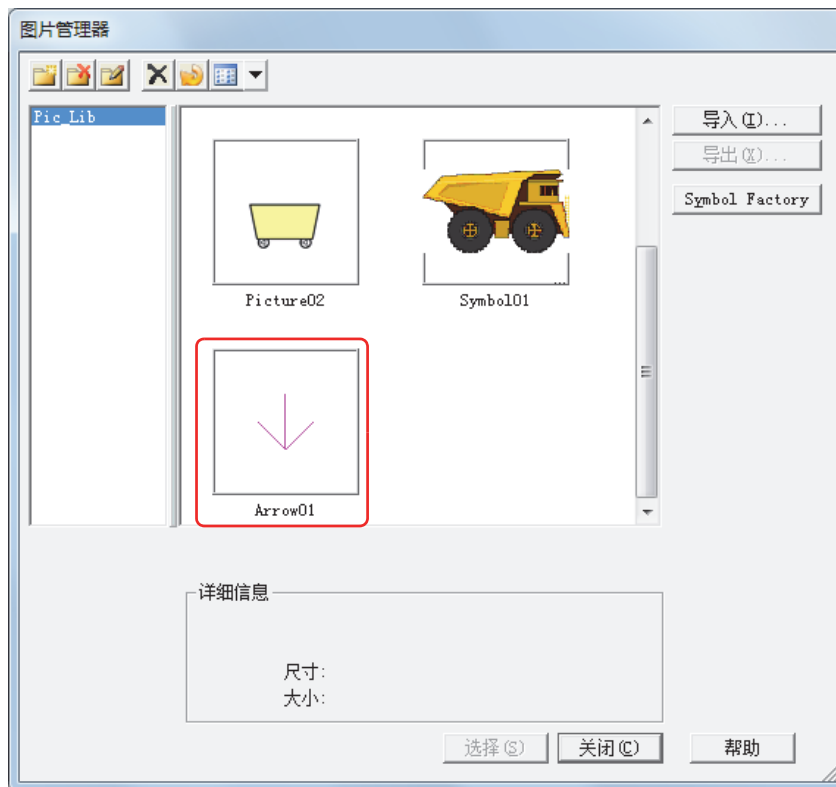 图片管理器
Pic_Lib
导入(I)...
导出(X)...
Symbol Factory
Picture02
Symbol01
...
Arrow01
详细信息
尺寸:
大小:
选择(S)
关闭(C)
帮助